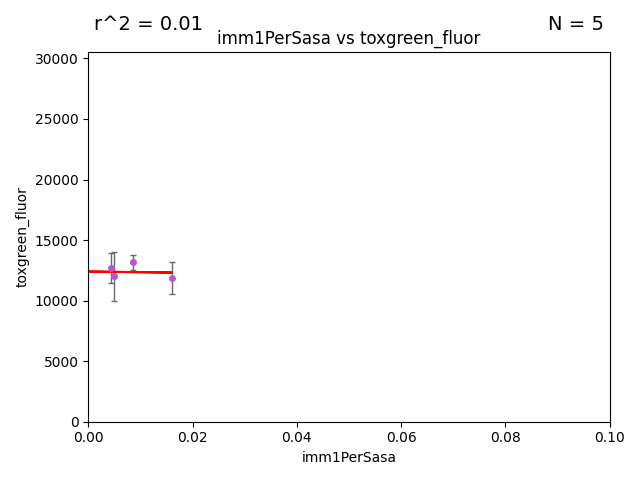 r^2 = 0.01
N = 5
imm1PerSasa vs toxgreen_fluor
30000
25000
20000
15000
10000
5000
0
toxgreen_fluor
0.00 0.02 0.04 0.06 0.08 0.10
imm1PerSasa